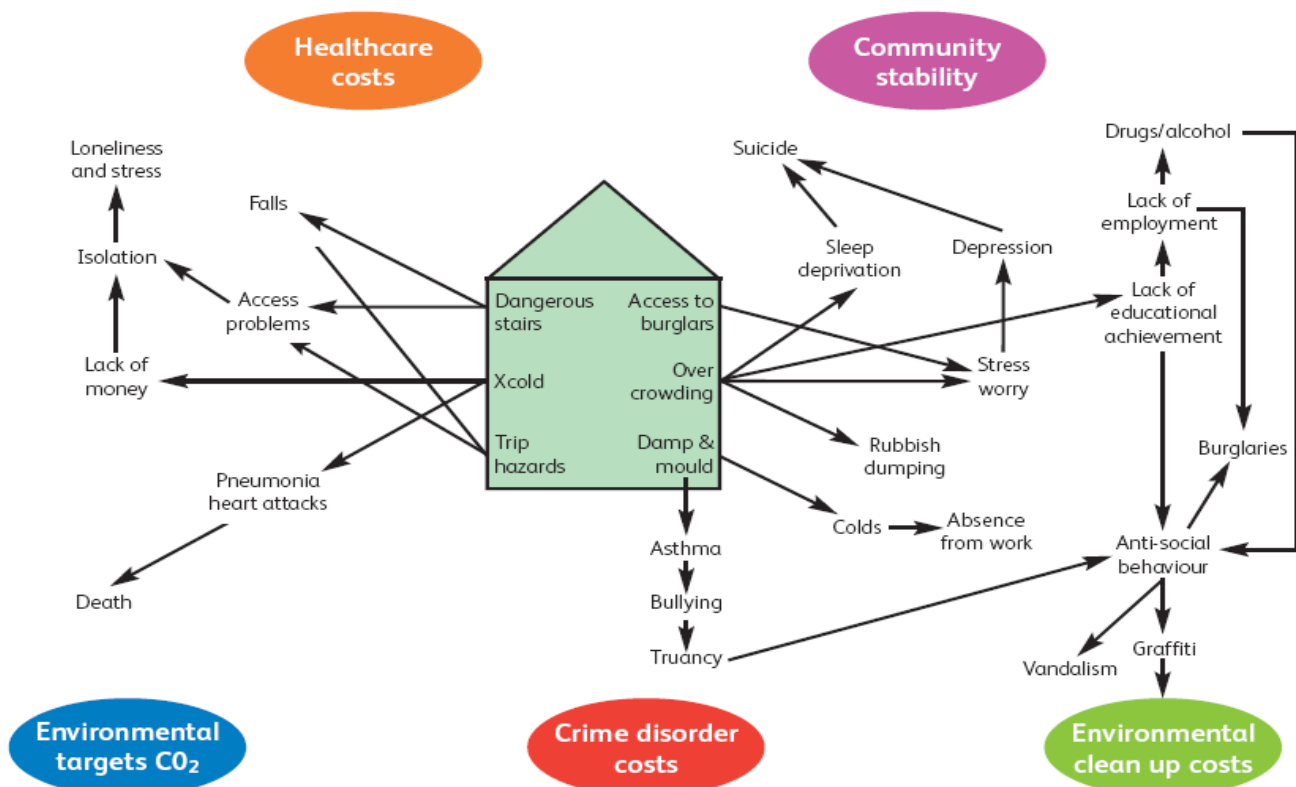 Healthcare
costs
Community
stability
Loneliness
and stress
Isolation
Lack of
money
Falls
Access
problems
Pneumonia
heart attacks
Death
Dangerous
stairs
Xcold
Trip
hazards
Access to
burglars
Over
crowding
Damp &
mould
Asthma
Bullying
Truancy
Suicide
Sleep
deprivation
Depression
Stress
worry
Rubbish
dumping
Colds
Absence
from work
Drugs/alcohol
Lack of
employment
Lack of
educational
achievement
Burglaries
Anti-social
behaviour
Vandalism
Graffiti
Environmental
targets C0₂
Crime disorder
costs
Environmental
clean up costs